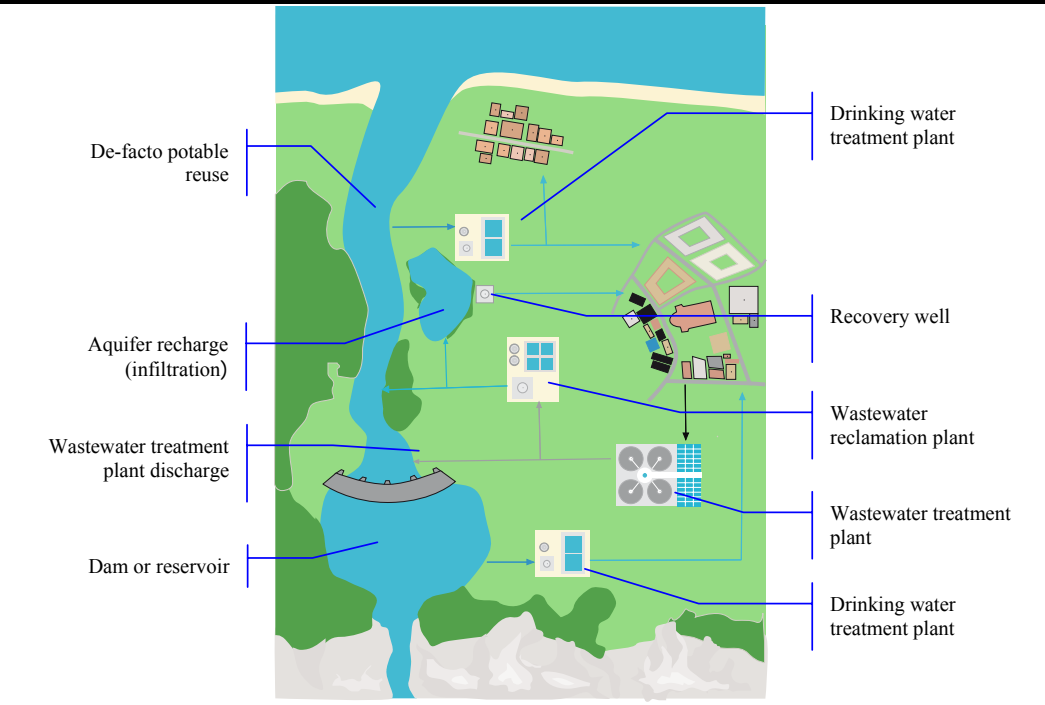 De-facto potable
reuse
Aquifer recharge
(infiltration)
Wastewater treatment
plant discharge
Dam or reservoir
Drinking water
treatment plant
Recovery well
Wastewater
reclamation plant
Wastewater treatment
plant
Drinking water
treatment plant